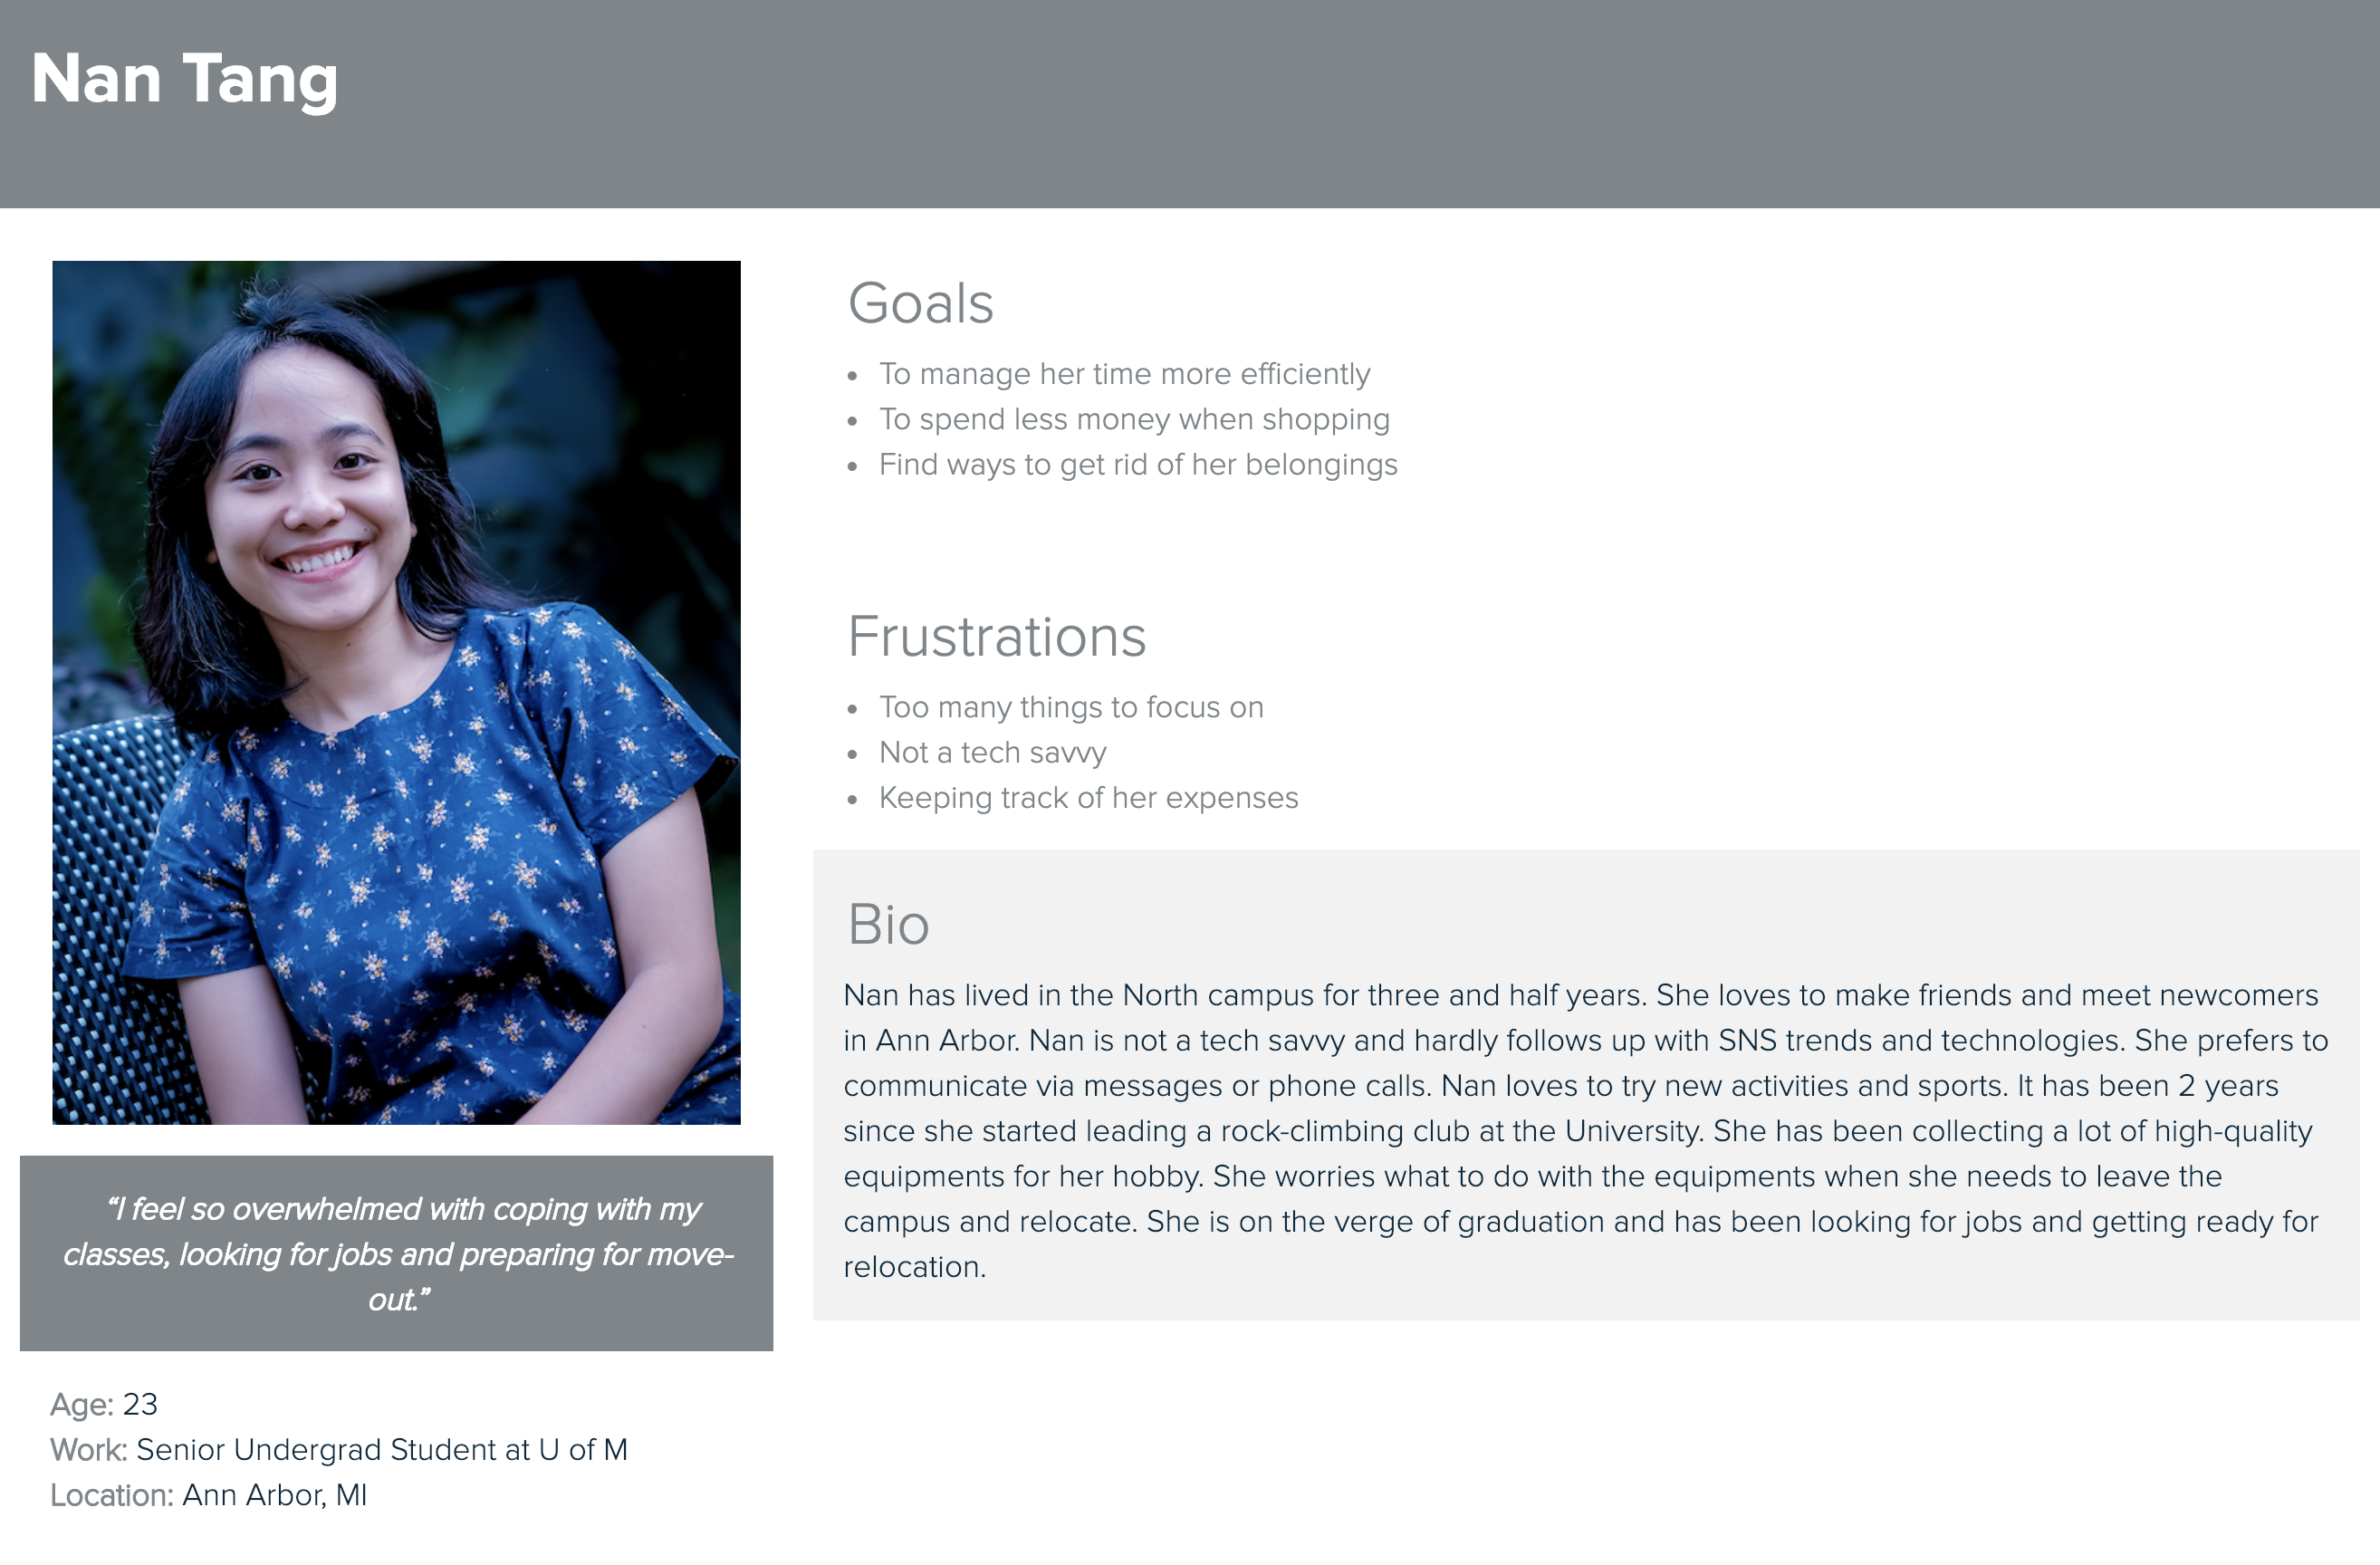 Nan Tang
Goals
• To manage her time more efficiently
• To spend less money when shopping
• Find ways to get rid of her belongings
Frustrations
• Too many things to focus on
• Not a tech savvy
• Keeping track of her expenses
Bio
Nan has lived in the North campus for three and half years. She loves to make friends and meet newcomers
in Ann Arbor. Nan is not a tech savvy and hardly follows up with SNS trends and technologies. She prefers to
communicate via messages or phone calls. Nan loves to try new activities and sports. It has been 2 years
since she started leading a rock-climbing club at the University. She has been collecting a lot of high-quality
equipments for her hobby. She worries what to do with the equipments when she needs to leave the
campus and relocate. She is on the verge of graduation and has been looking for jobs and getting ready for
relocation.
“I feel so overwhelmed with coping with my
classes, looking for jobs and preparing for move-
out.”
Age: 23
Work: Senior Undergrad Student at U of M
Location: Ann Arbor, MI